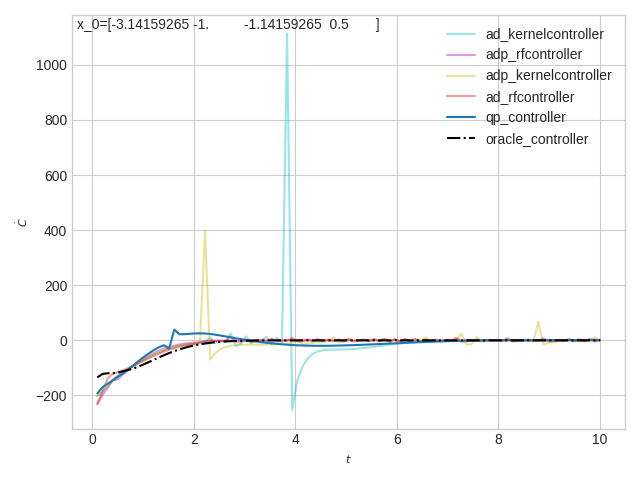 x_0=[-3.14159265 -1. -1.14159265 0.5 ]
ad_kernelcontroller
adp_rfcontroller
adp_kernelcontroller
ad_rfcontroller
qp_controller
oracle_controller
1000
800
600
400
200
0
−200
Ċ
0 2 4 6 8 10
t